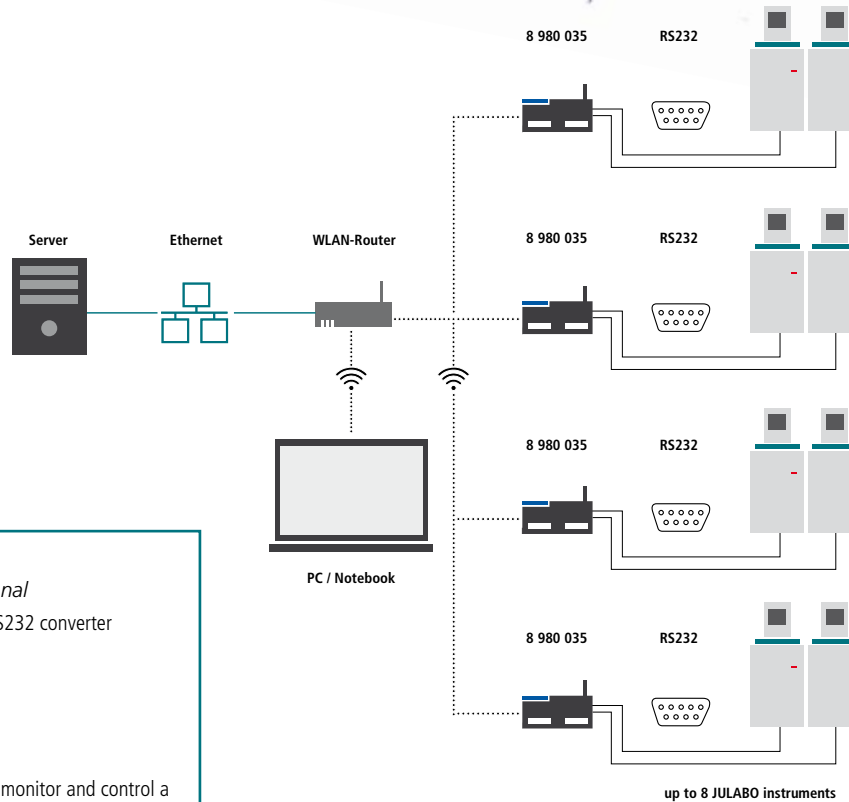 8 980 035 RS232
8 980 035 RS232
Server Ethernet WLAN-Router
8 980 035 RS232
PC / Notebook
8 980 035 RS232
S232 converter
monitor and control a
up to 8 JULABO instruments